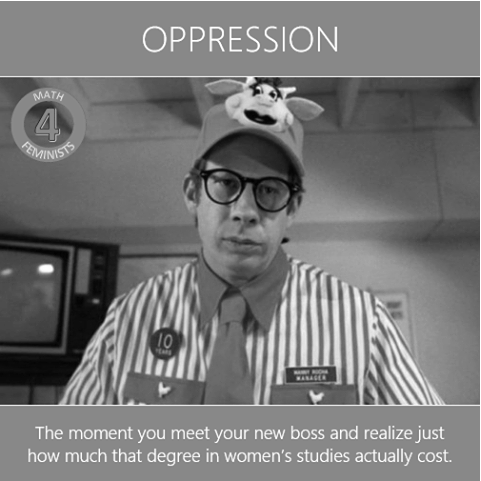 OPPRESSION
MATH
4
FEMINISTS
10
YEARS
MANAGER
The moment you meet your new boss and realize just
how much that degree in women’s studies actually cost.